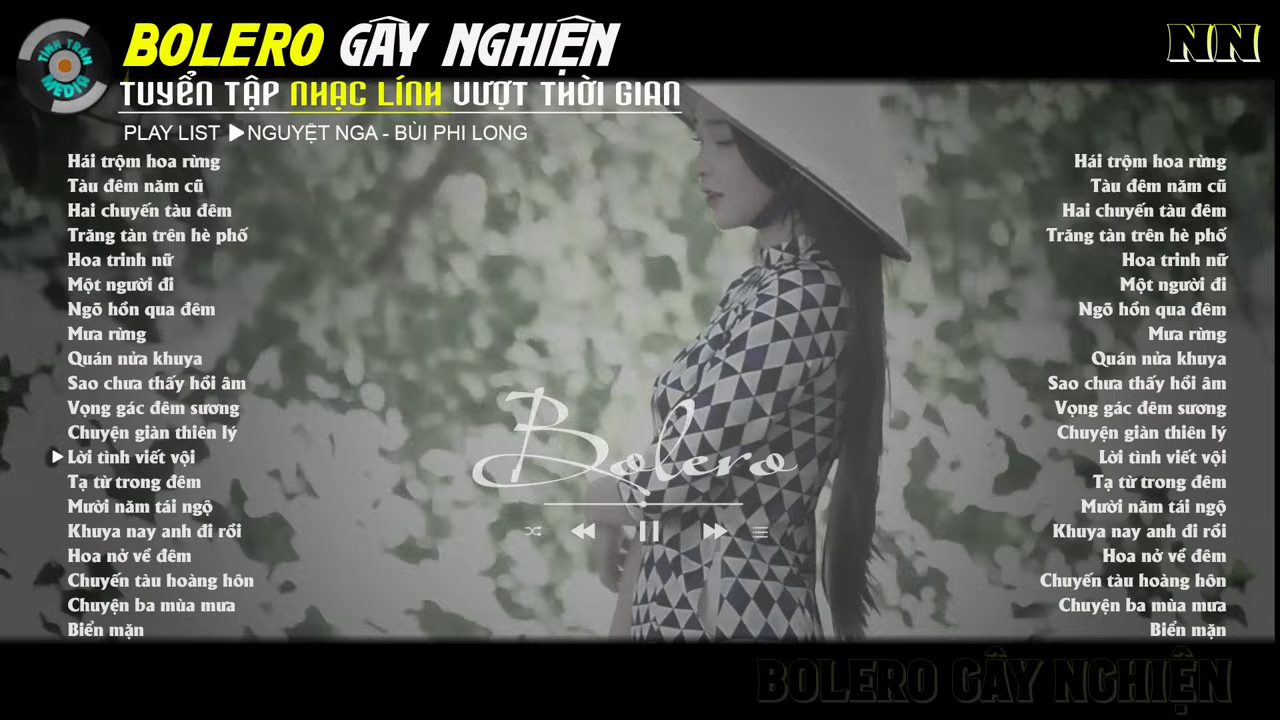 TÌNH TRẦN MEDIA
BOLERO GÂY NGHIỆN
NN
TUYỂN TẬP NHẠC LÍNH VƯỢT THỜI GIAN
PLAY LIST ▶NGUYỆT NGA - BÙI PHI LONG
Hái trộm hoa rừng
Tàu đêm năm cũ
Hai chuyến tàu đêm
Trăng tàn trên hè phố
Hoa trinh nữ
Một người đi
Ngõ hồn qua đêm
Mưa rừng
Quán nửa khuya
Sao chưa thấy hồi âm
Vọng gác đêm sương
Chuyện giàn thiên lý
Lời tình viết vội
Tạ từ trong đêm
Mười năm tái ngộ
Khuya nay anh đi rồi
Hoa nở về đêm
Chuyến tàu hoàng hôn
Chuyện ba mùa mưa
Biển mặn
Bolero
Hái trộm hoa rừng
Tàu đêm năm cũ
Hai chuyến tàu đêm
Trăng tàn trên hè phố
Hoa trinh nữ
Một người đi
Ngõ hồn qua đêm
Mưa rừng
Quán nửa khuya
Sao chưa thấy hồi âm
Vọng gác đêm sương
Chuyện giàn thiên lý
Lời tình viết vội
Tạ từ trong đêm
Mười năm tái ngộ
Khuya nay anh đi rồi
Hoa nở về đêm
Chuyến tàu hoàng hôn
Chuyện ba mùa mưa
Biển mặn
BOLERO GÂY NGHIỆN